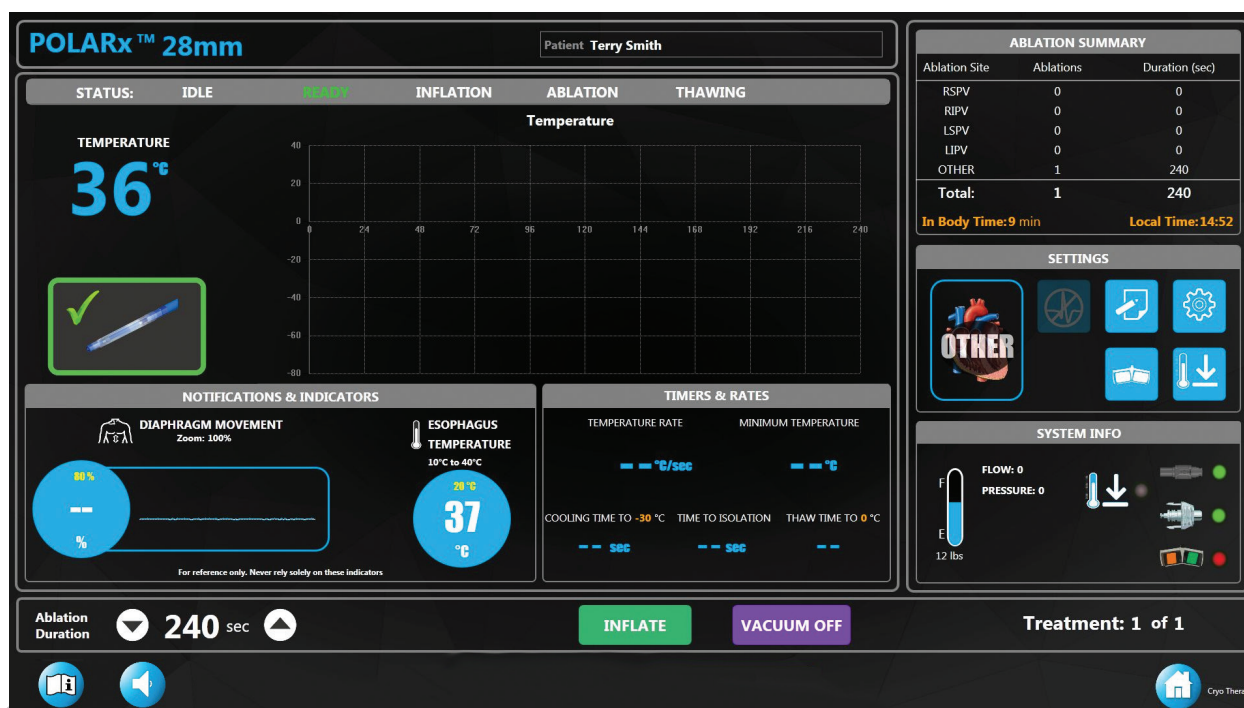 POLARx™ 28mm
Patient Terry Smith
STATUS: IDLE READY INFLATION ABLATION THAWING
TEMPERATURE
36°C
Temperature
40
20
0
-20
-40
-60
-80
0 24 48 72 96 120 144 168 192 216 240
NOTIFICATIONS & INDICATORS
DIAPHRAGM MOVEMENT
Zoom: 100%
80 %
--
%
ESOPHAGUS
TEMPERATURE
10°C to 40°C
20 °C
37
°C
For reference only. Never rely solely on these indicators
TIMERS & RATES
TEMPERATURE RATE MINIMUM TEMPERATURE
-- °C/sec -- °C
COOLING TIME TO -30 °C TIME TO ISOLATION THAW TIME TO 0 °C
-- sec -- sec --
ABLATION SUMMARY
Ablation Site Ablations Duration (sec)
RSPV 0 0
RIPV 0 0
LSPV 0 0
LIPV 0 0
OTHER 1 240
Total: 1 240
In Body Time: 9 min Local Time: 14:52
SETTINGS
OTHER
SYSTEM INFO
F
E
12 lbs
FLOW: 0
PRESSURE: 0
Ablation
Duration
240 sec
INFLATE
VACUUM OFF
Treatment: 1 of 1
Cryo Thera